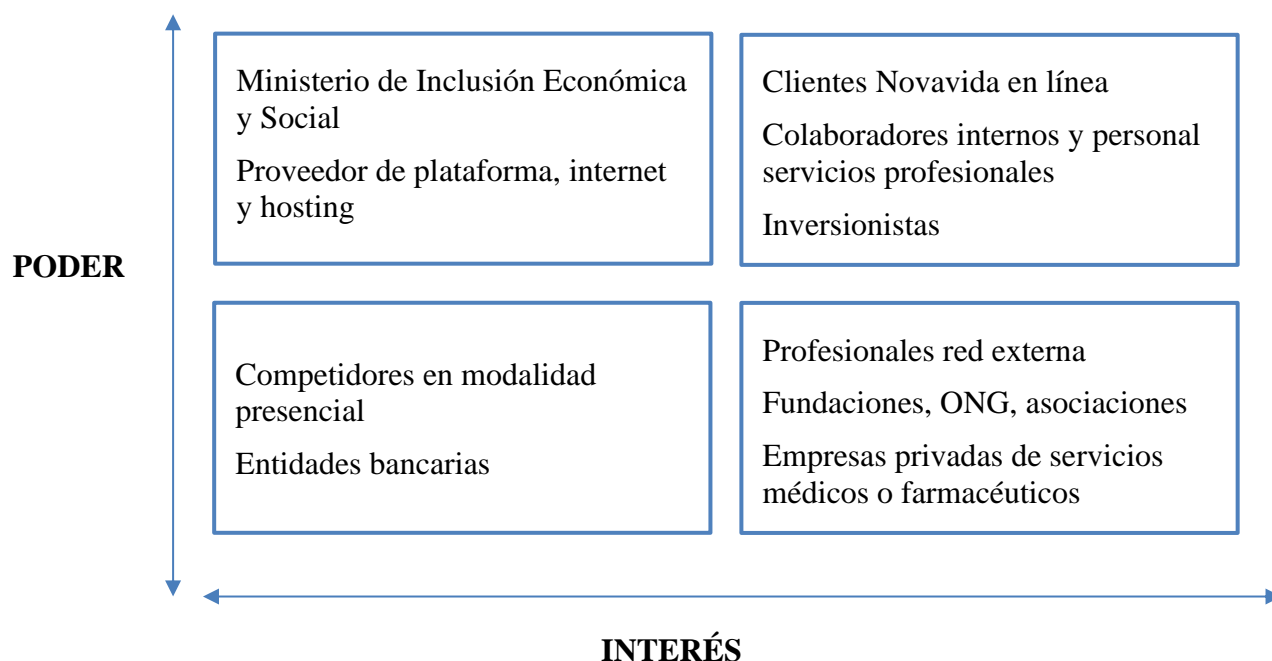 Ministerio de Inclusión Económica
y Social
Proveedor de plataforma, internet
y hosting
Clientes Novavida en línea
Colaboradores internos y personal
servicios profesionales
Inversionistas
PODER
Competidores en modalidad
presencial
Entidades bancarias
Profesionales red externa
Fundaciones, ONG, asociaciones
Empresas privadas de servicios
médicos o farmacéuticos
INTERÉS